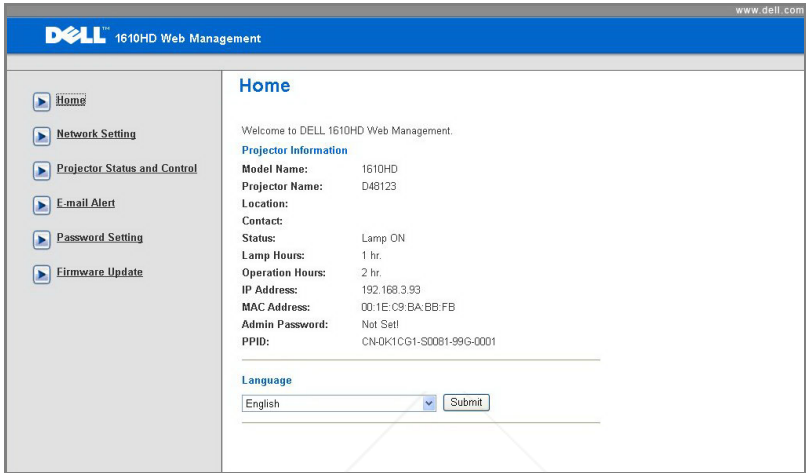 www.dell.com
DELL™ 1610HD Web Management
Home
Network Setting
Projector Status and Control
E-mail Alert
Password Setting
Firmware Update
Home
Welcome to DELL 1610HD Web Management.
Projector Information
Model Name: 1610HD
Projector Name: D48123
Location:
Contact:
Status: Lamp ON
Lamp Hours: 1 hr.
Operation Hours: 2 hr.
IP Address: 192.168.3.93
MAC Address: 00:1E:C9:BA:BB:FB
Admin Password: Not Set!
PPID: CN-0K1CG1-S0081-99G-0001
Language
English
Submit